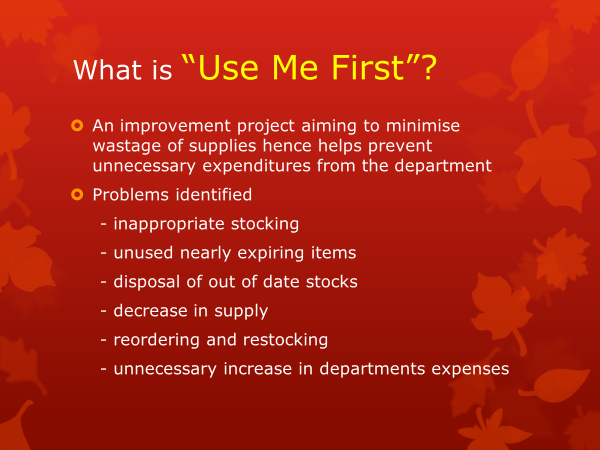 What is “Use Me First”?
An improvement project aiming to minimise
wastage of supplies hence helps prevent
unnecessary expenditures from the department
Problems identified
- inappropriate stocking
- unused nearly expiring items
- disposal of out of date stocks
- decrease in supply
- reordering and restocking
- unnecessary increase in departments expenses